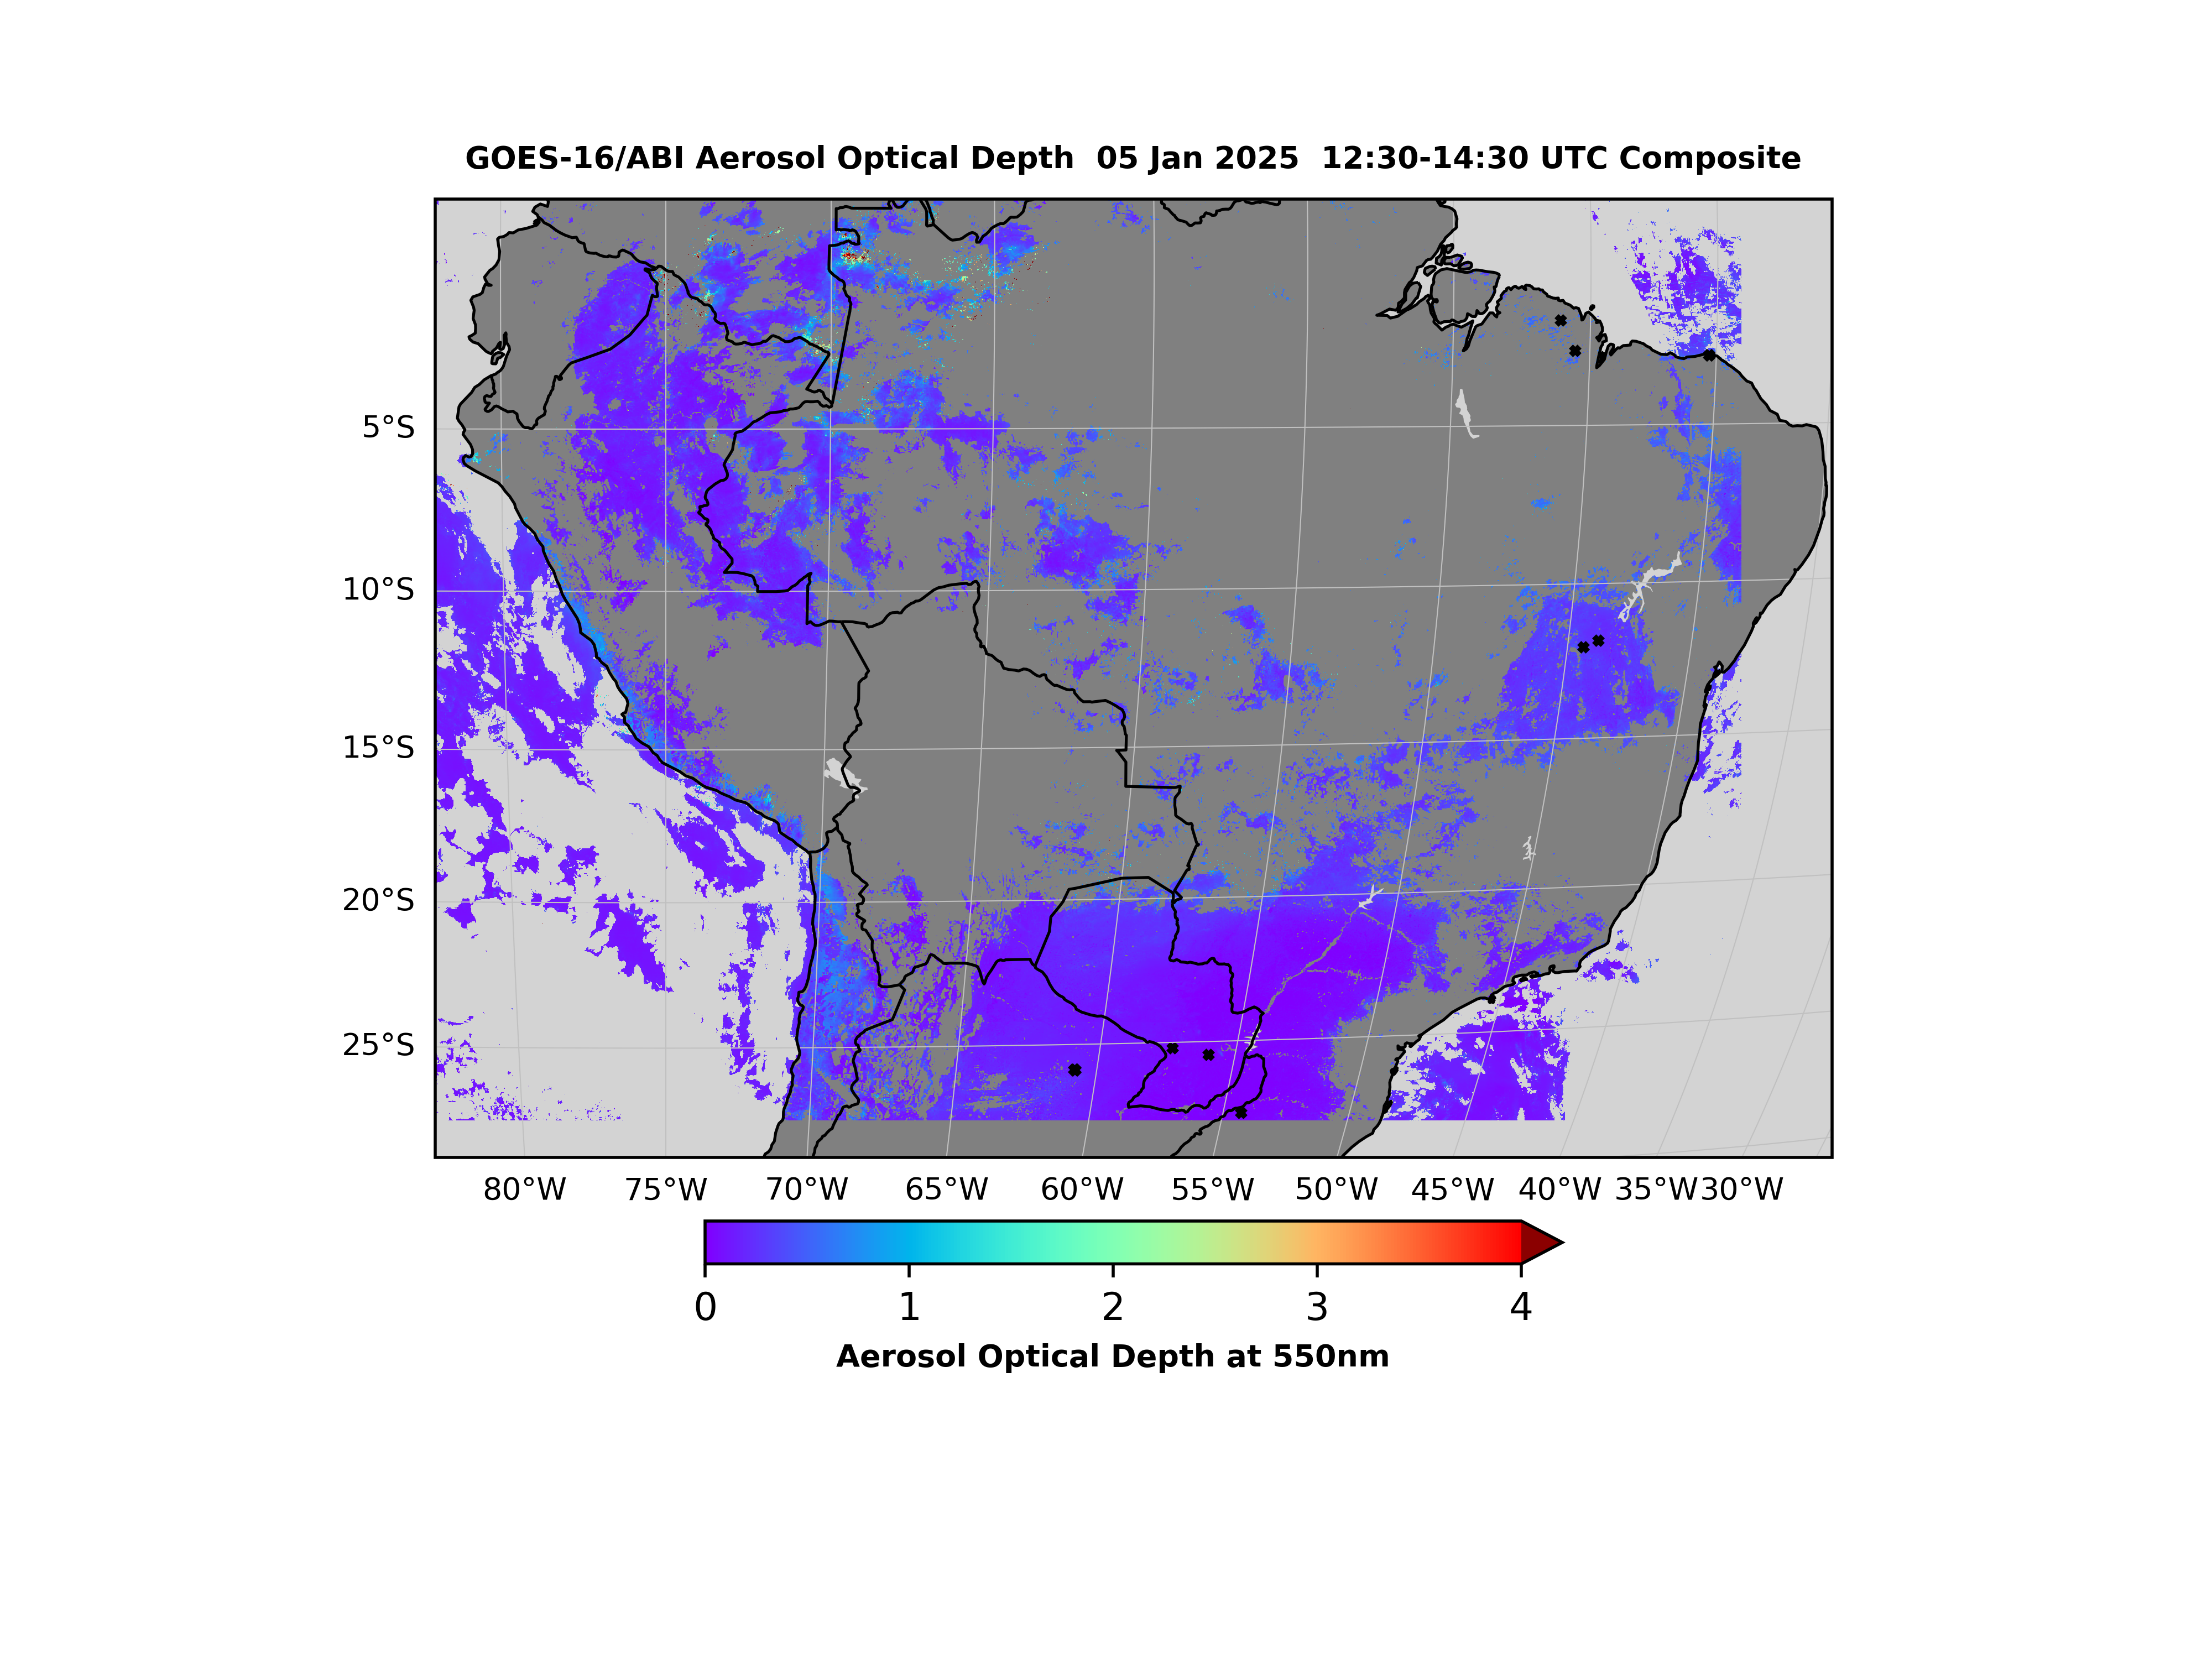 GOES-16/ABI Aerosol Optical Depth  05 Jan 2025  12:30-14:30 UTC Composite
5°S
10°S
15°S
20°S
25°S
80°W 75°W 70°W 65°W 60°W 55°W 50°W 45°W 40°W 35°W 30°W
0 1 2 3 4
Aerosol Optical Depth at 550nm